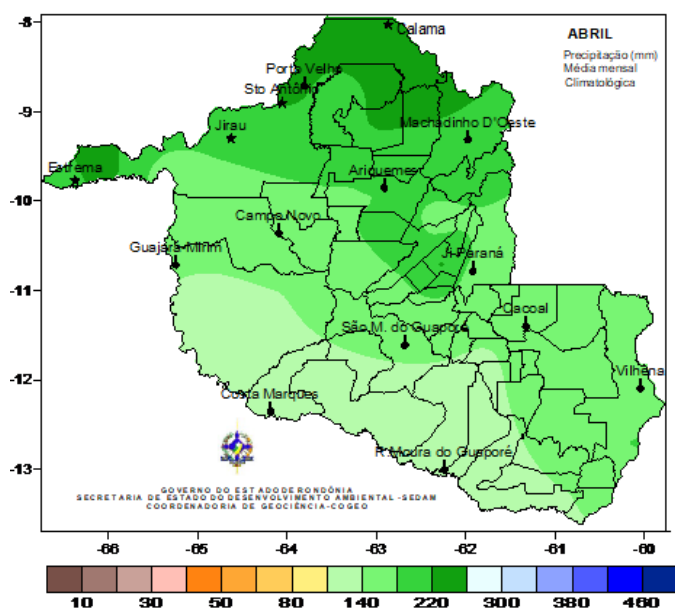 ABRIL
Precipitação (mm)
Média mensal
Climatológica
-8
-9
-10
-11
-12
-13
Calama
Porto Velho
Sto Antônio
Machadinho D'Oeste
Jirau
Estrema
Ariquemes
Campo Novo
Guajará-Mirim
Ji-Paraná
Cacoal
São M. do Guaporé
Vilhena
Costa Marques
R.Moura do Guaporé
GOVERNO DO ESTADO DE RONDÔNIA
SECRETARIA DE ESTADO DO DESENVOLVIMENTO AMBIENTAL -SEDAM
COORDENADORIA DE GEOCIÊNCIA-COGEO
-66 -65 -64 -63 -62 -61 -60
10 30 50 80 140 220 300 380 460